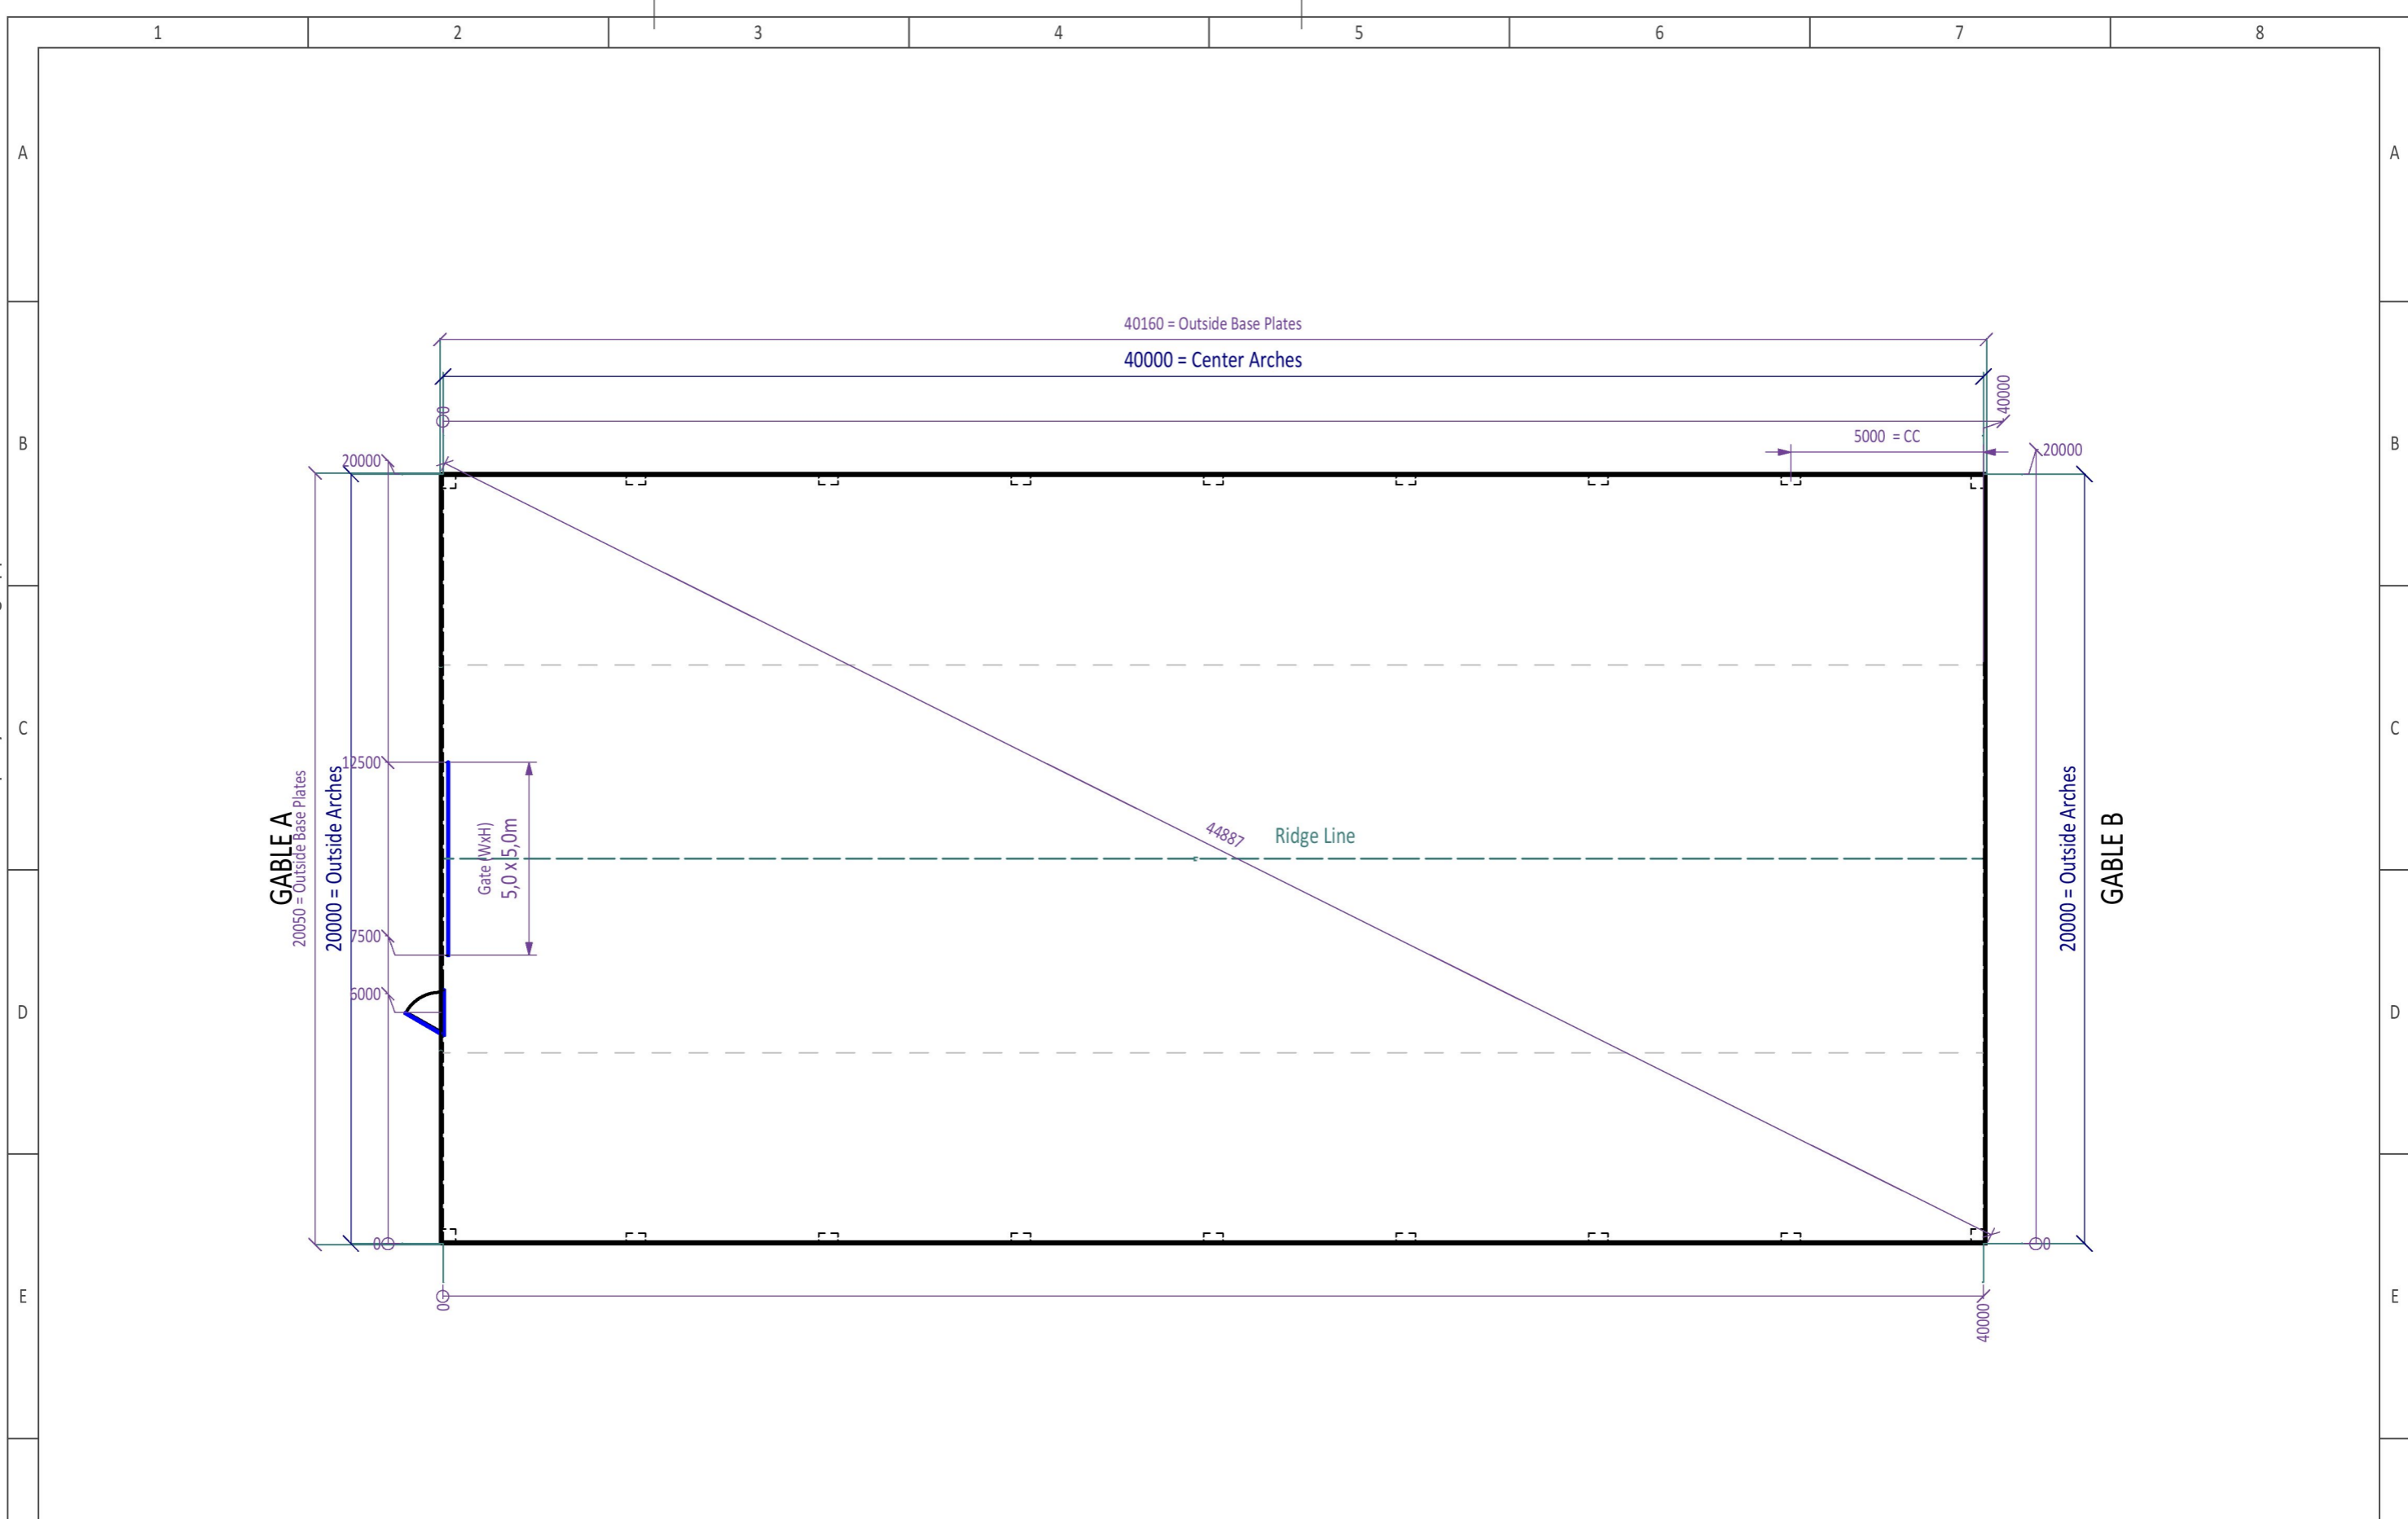 1 2 3 4 5 6 7 8
A A
40160 = Outside Base Plates
40000 = Center Arches
0
40000
B B
5000 = CC
20000
20000
C C
12500
GABLE A
20050 = Outside Base Plates
20000 = Outside Arches
Gate (WxH)
5,0 x 5,0m
44887
Ridge Line
20000 = Outside Arches
GABLE B
7500
6000
D D
0
0
E E
0
40000